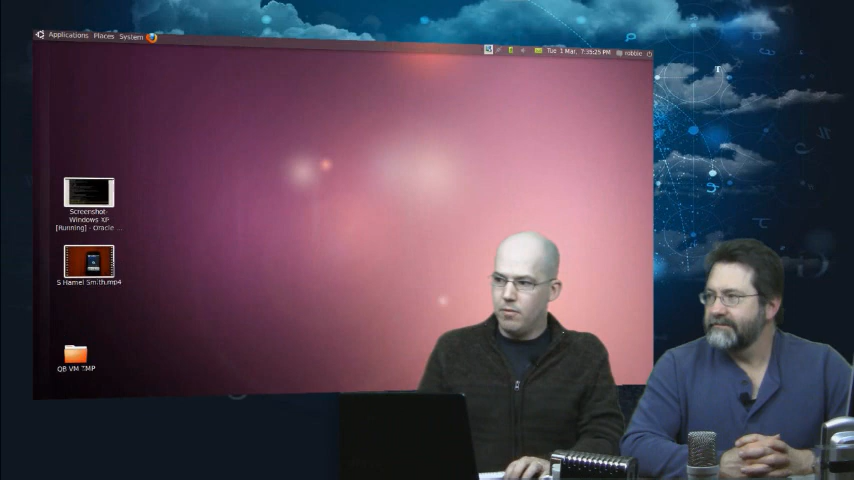 Applications Places System
Tue 1 Mar, 7:35:25 PM robbie
Screenshot-
Windows XP
[Running] - Oracle ...
S Hamel Smith.mp4
QB VM TMP